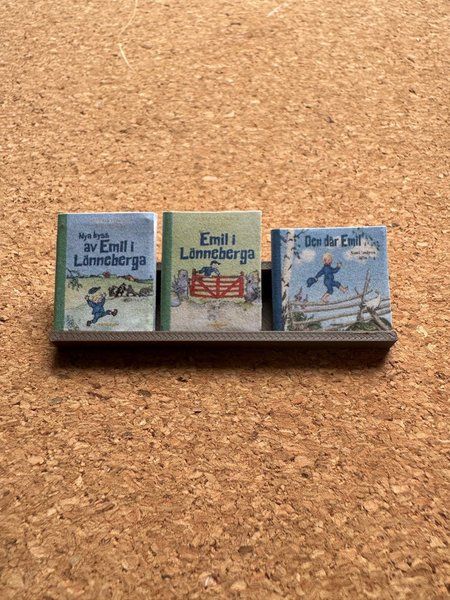 Nya hyss
av Emil i
Lönneberga
Emil i
Lönneberga
Den där Emil